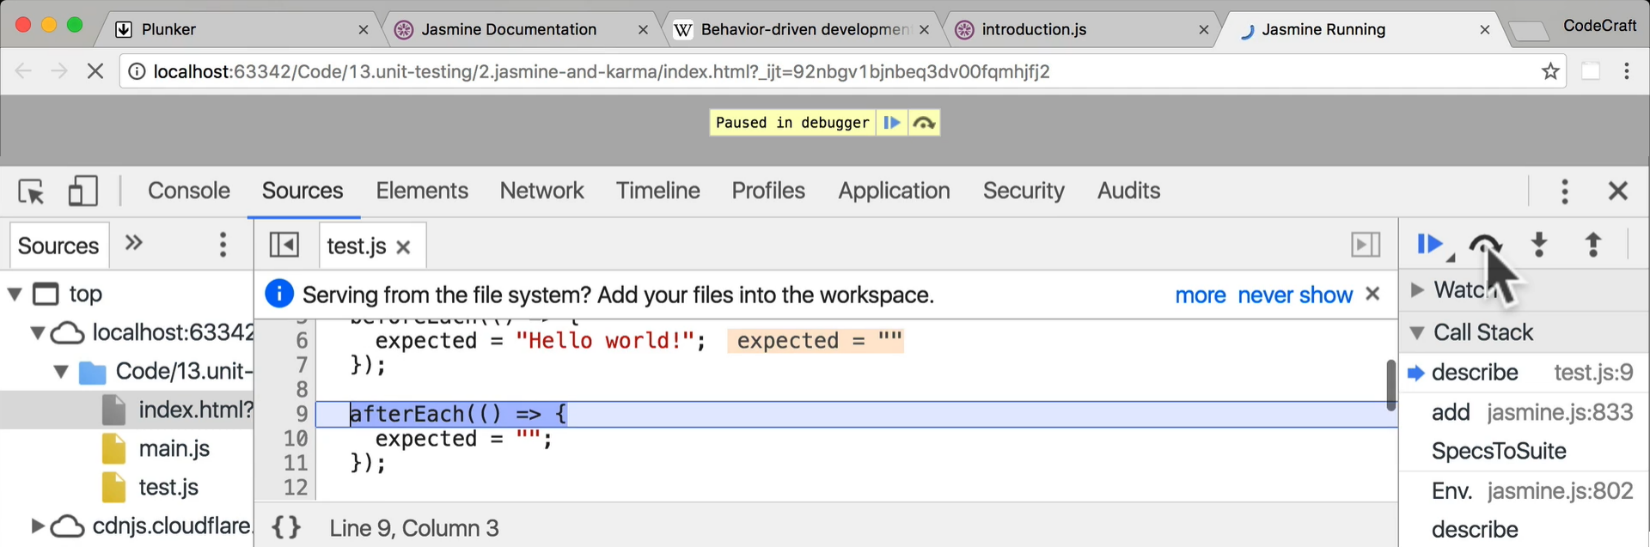 Plunker
Jasmine Documentation
W Behavior-driven developmen
introduction.js
Jasmine Running
CodeCraft
localhost:63342/Code/13.unit-testing/2.jasmine-and-karma/index.html?_ijt=92nbgv1bjnbeq3dv00fqmhjfj2
Paused in debugger
Console Sources Elements Network Timeline Profiles Application Security Audits
Sources
test.js
Serving from the file system? Add your files into the workspace. more never show
top
localhost:63342
Code/13.unit-
index.html?
main.js
test.js
cdnjs.cloudflare.
beforeEach(() => {
6 expected = "Hello world!"; expected = ""
7 });
8
9 afterEach(() => {
10 expected = "";
11 });
12
{} Line 9, Column 3
Watch
Call Stack
describe test.js:9
add jasmine.js:833
SpecsToSuite
Env. jasmine.js:802
describe